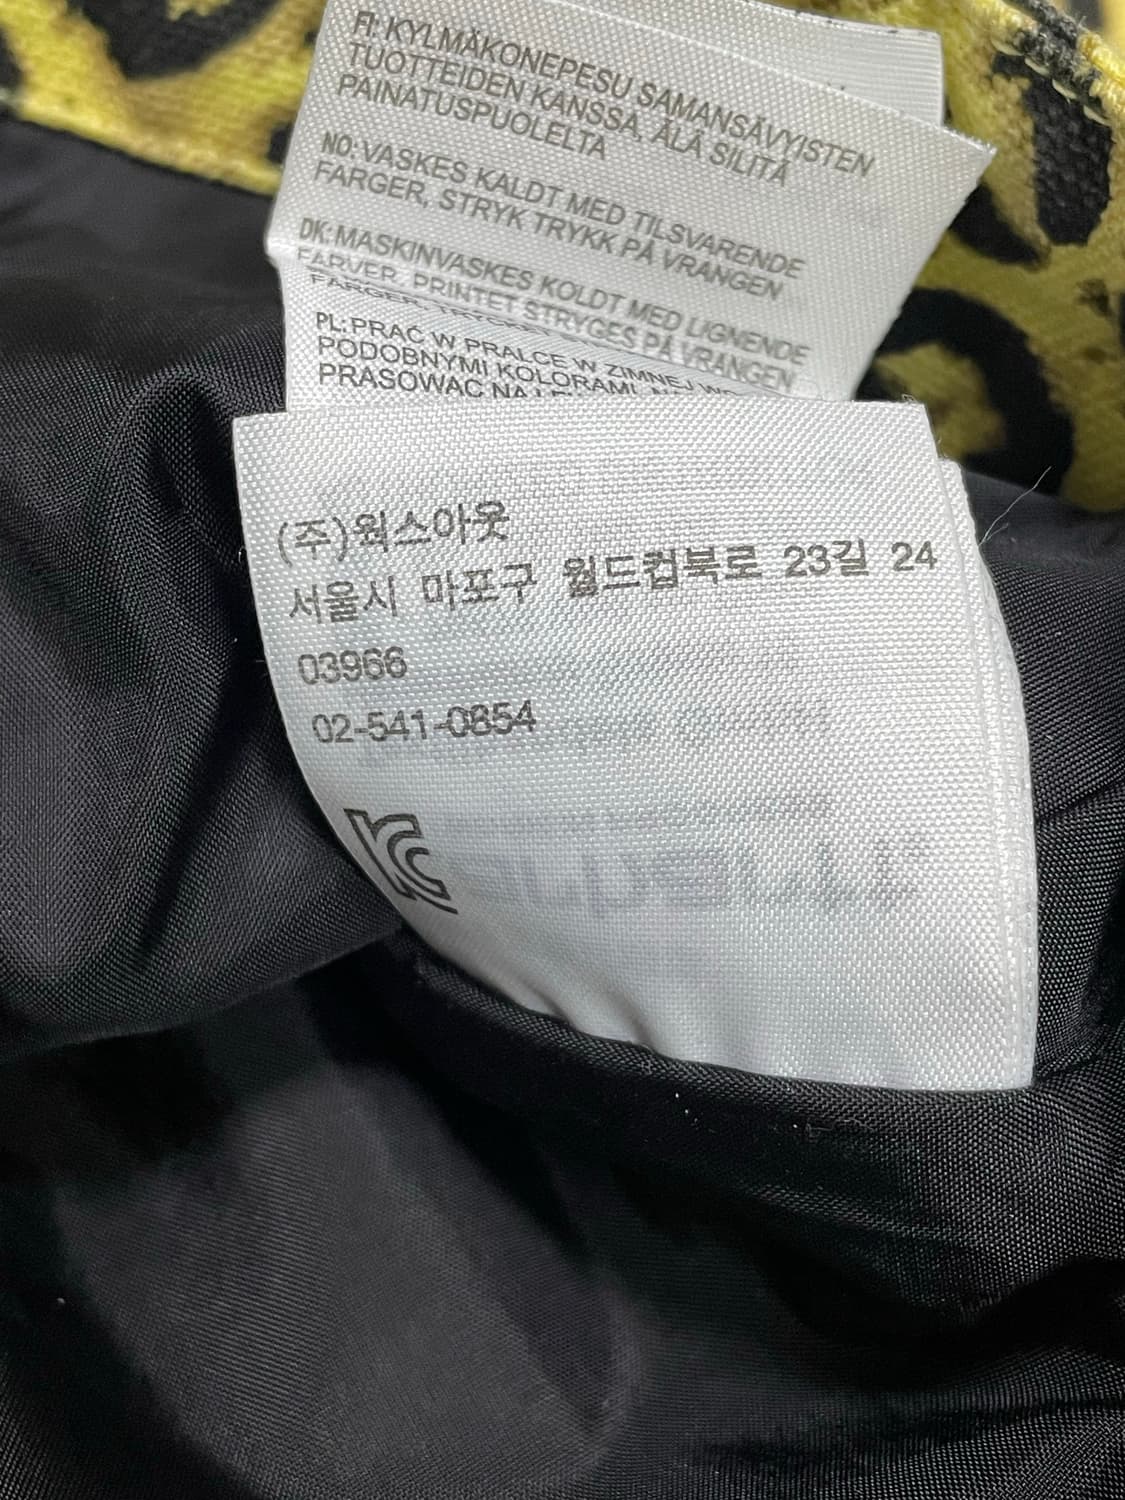 FI: KYLMÄKONEPESU SAMANSÄVYISTEN
TUOTTEIDEN KANSSA, ÄLÄ SILITÄ
PAINATUSPUOLELTA
NO: VASKES KALDT MED TILSVARENDE
FARGER, STRYK TRYKK PÅ VRANGEN
DK: MASKINVASKES KOLDT MED LIGNENDE
FARVER, PRINTET STRYGES PÅ VRANGEN
FARGER,
PL: PRAĆ W PRALCE W ZIMNEJ
PODOBNYMI KOLORAMI,
PRASOWAĆ NA
(주)웍스아웃
서울시 마포구 월드컵북로 23길 24
03966
02-541-0854